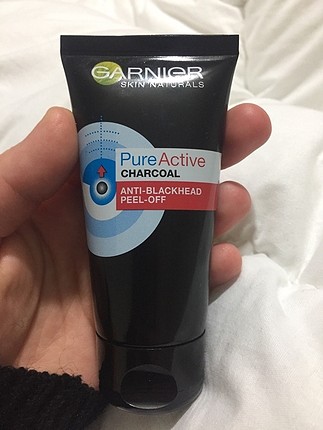 GARNIER
SKIN NATURALS
PureActive
CHARCOAL
ANTI-BLACKHEAD
PEEL-OFF